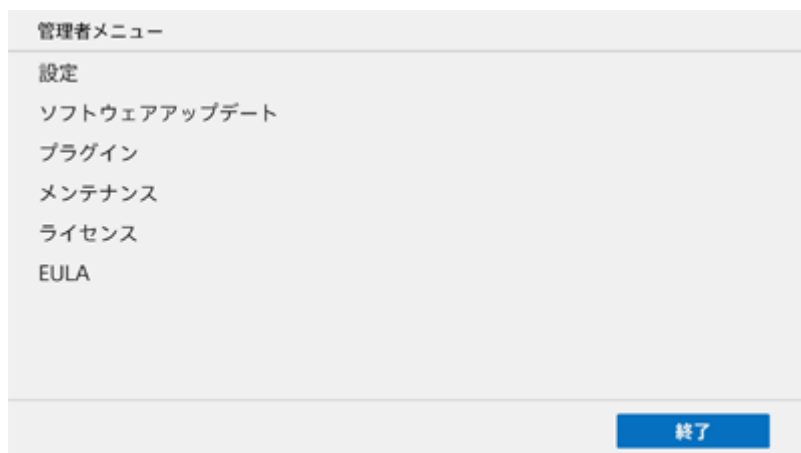 管理者メニュー
設定
ソフトウェアアップデート
プラグイン
メンテナンス
ライセンス
EULA
終了